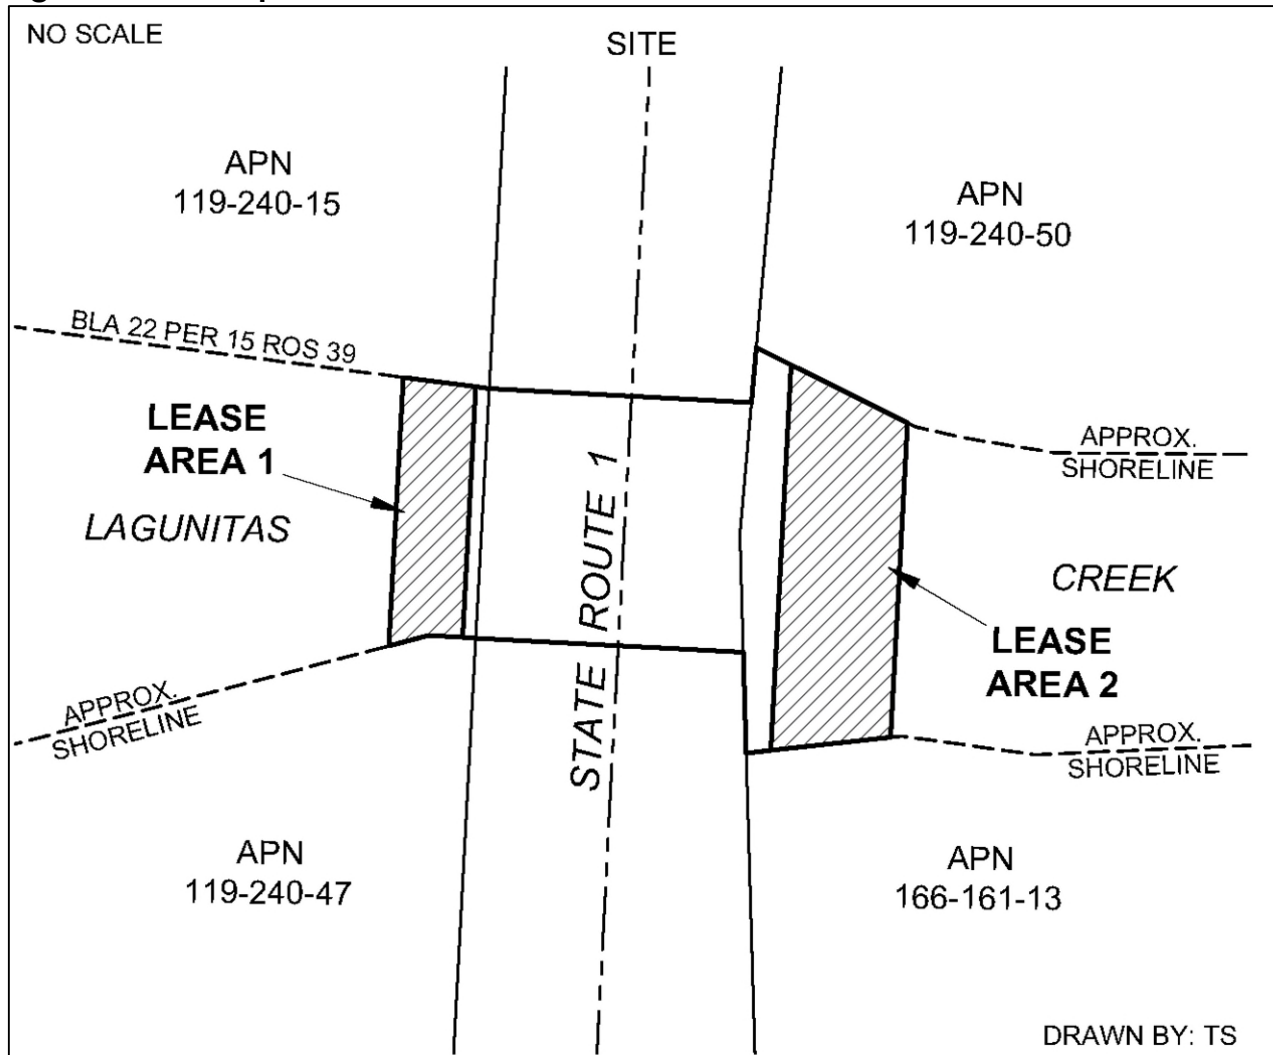 NO SCALE
SITE
APN
119-240-15
APN
119-240-50
BLA 22 PER 15 ROS 39
LEASE
AREA 1
LAGUNITAS
STATE ROUTE 1
APPROX.
SHORELINE
CREEK
LEASE
AREA 2
APPROX.
SHORELINE
APPROX.
SHORELINE
APN
119-240-47
APN
166-161-13
DRAWN BY: TS